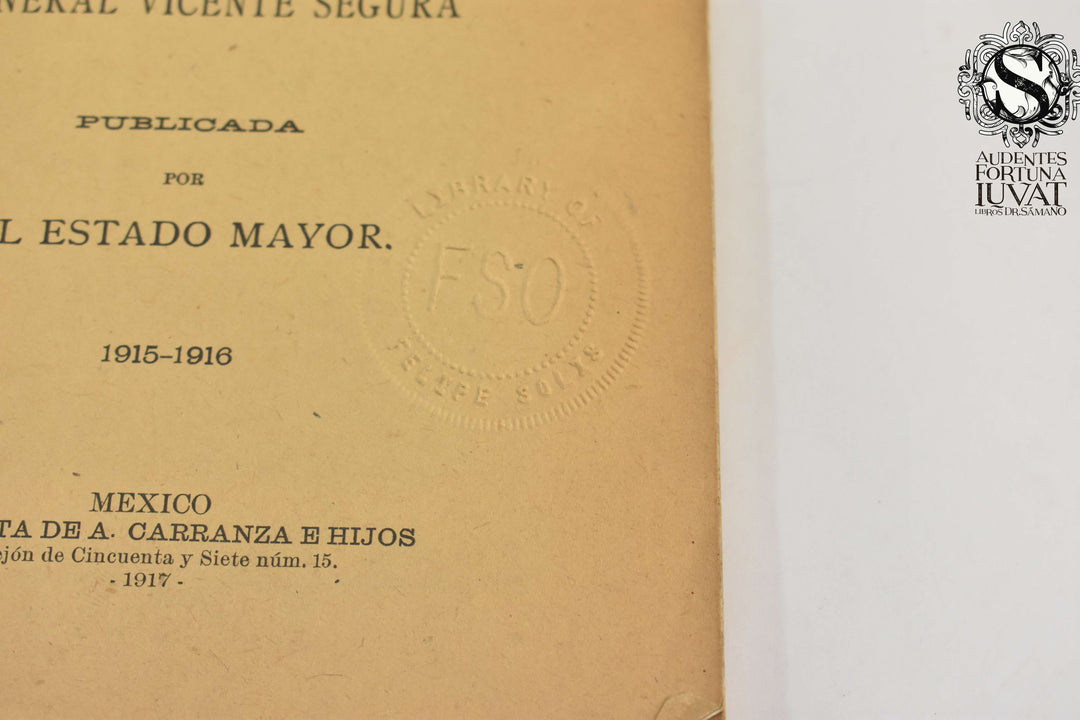 NERAL VICENTE SEGURA
PUBLICADA
POR
L ESTADO MAYOR.
1915-1916
LIBRARY OF
FSO
FELIPE SOLIS
MEXICO
TA DE A. CARRANZA E HIJOS
ejón de Cincuenta y Siete núm. 15.
- 1917 -
S
AUDENTES
FORTUNA
IUVAT
LIBROS DR. SÁMANO